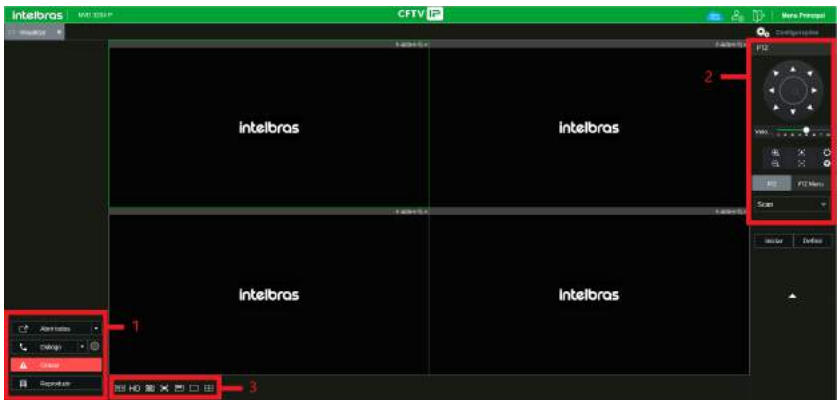 intelbras
CFTV IP
Menu Principal
Visualizar
Configurações
PTZ
2
intelbras
intelbras
PTZ
PTZ Menu
Scan
Iniciar
Definir
intelbras
intelbras
1
Abrir todos
Diálogo
Reproduzir
HD
3